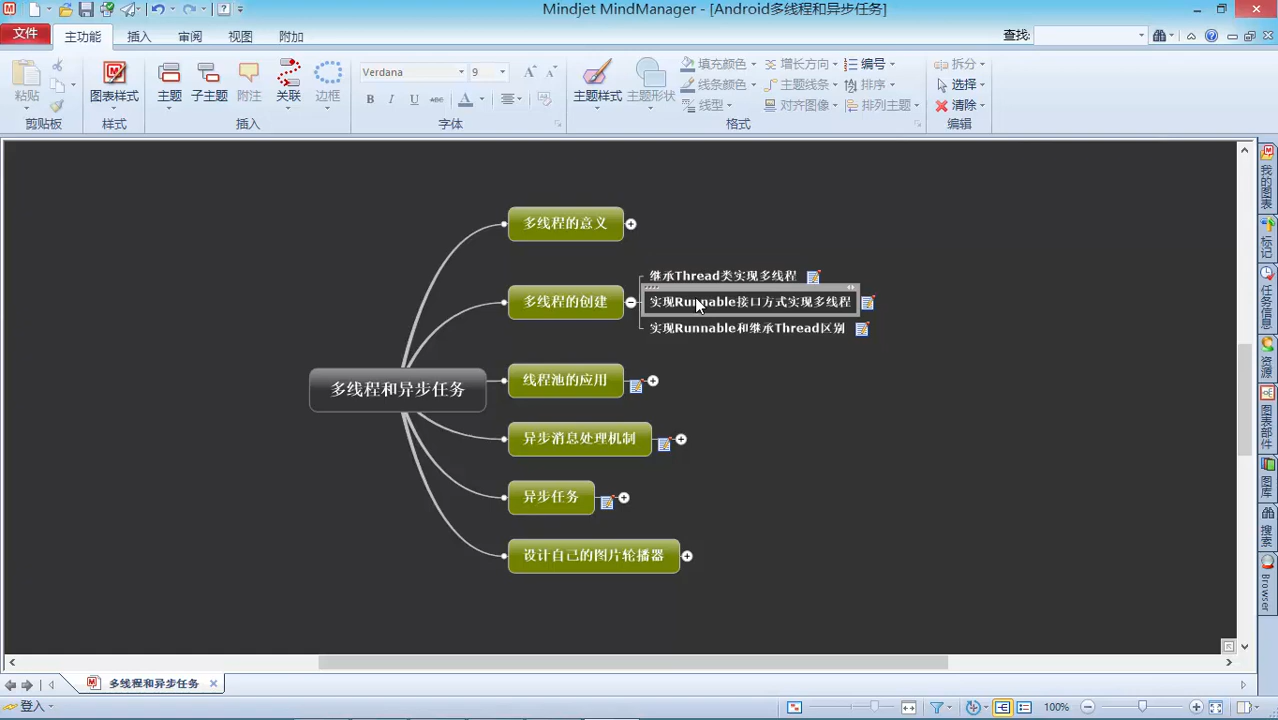 Mindjet MindManager - [Android多线程和异步任务]
文件
主功能
插入
审阅
视图
附加
查找:
粘贴
剪贴板
图表样式
样式
主题
子主题
附注
关联
边框
插入
Verdana
9
B
I
U
abc
A
字体
主题样式
主题形状
填充颜色
线条颜色
线型
增长方向
主题线条
对齐图像
编号
排序
排列主题
格式
拆分
选择
清除
编辑
多线程的意义
多线程的创建
继承Thread类实现多线程
实现Runnable接口方式实现多线程
实现Runnable和继承Thread区别
多线程和异步任务
线程池的应用
异步消息处理机制
异步任务
设计自己的图片轮播器
我的图表
标记
任务信息
资源
图表部件
图库
搜索
Browser
多线程和异步任务
登入
100%